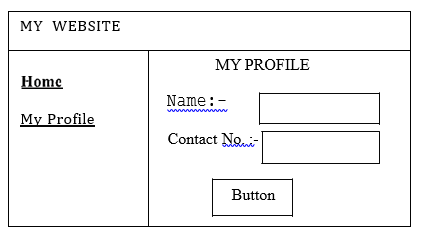 MY WEBSITE
Home
My Profile
MY PROFILE
Name:-
Contact No. :-
Button